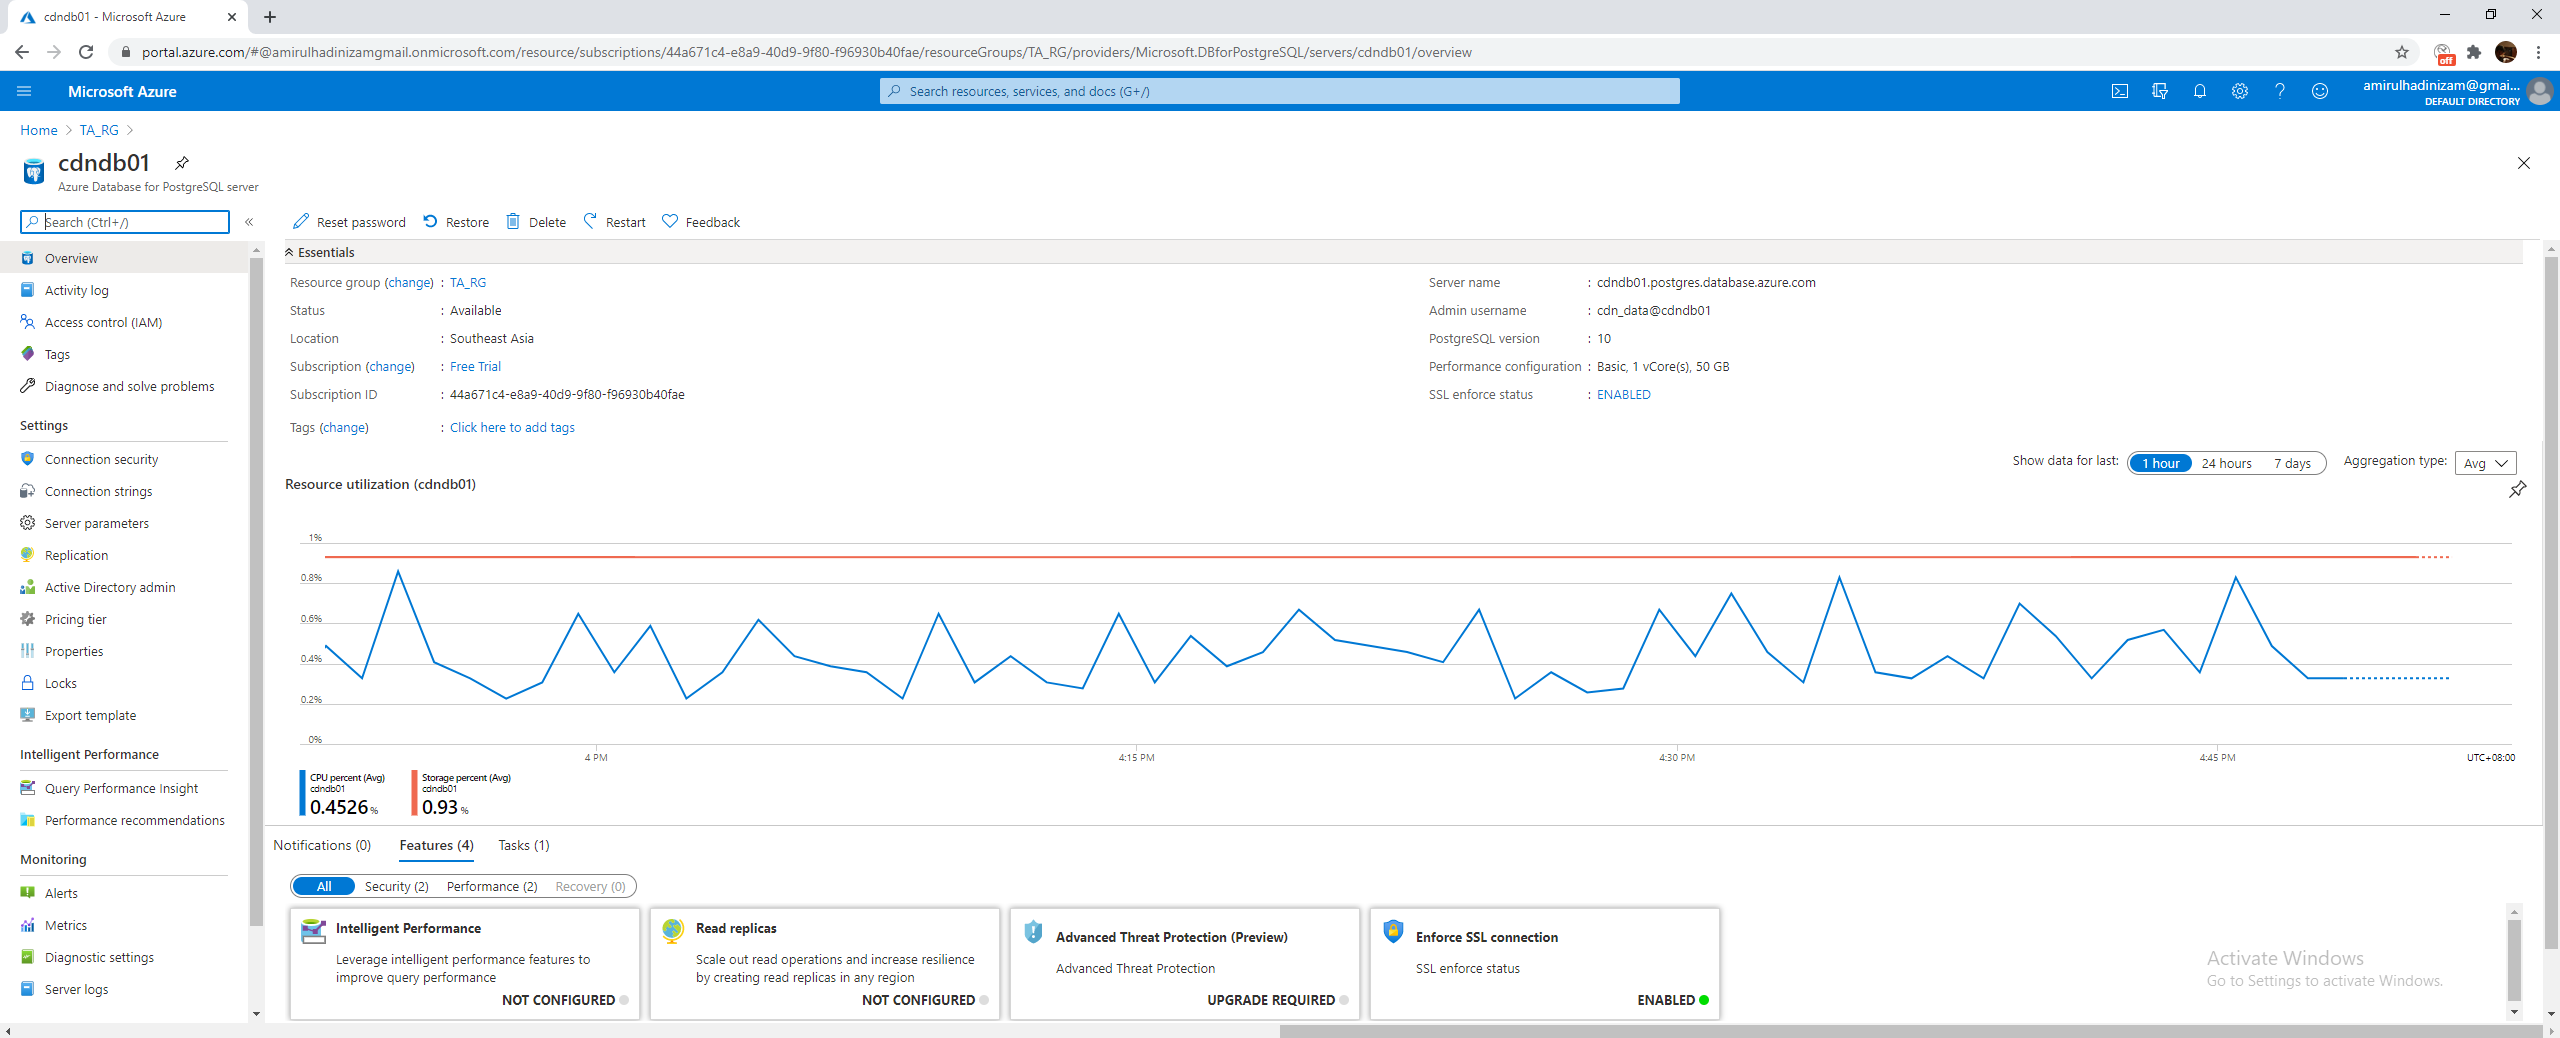 cdndb01 - Microsoft Azure
portal.azure.com/#@amirulhadinizamgmail.onmicrosoft.com/resource/subscriptions/44a671c4-e8a9-40d9-9f80-f96930b40fae/resourceGroups/TA_RG/providers/Microsoft.DBforPostgreSQL/servers/cdndb01/overview
off
Microsoft Azure
Search resources, services, and docs (G+/)
amirulhadinizam@gmai...
DEFAULT DIRECTORY
Home > TA_RG >
cdndb01
Azure Database for PostgreSQL server
Search (Ctrl+/)
«
Reset password
Restore
Delete
Restart
Feedback
Overview
Activity log
Access control (IAM)
Tags
Diagnose and solve problems
Settings
Connection security
Connection strings
Server parameters
Replication
Active Directory admin
Pricing tier
Properties
Locks
Export template
Intelligent Performance
Query Performance Insight
Performance recommendations
Monitoring
Alerts
Metrics
Diagnostic settings
Server logs
Essentials
Resource group (change) : TA_RG
Status : Available
Location : Southeast Asia
Subscription (change) : Free Trial
Subscription ID : 44a671c4-e8a9-40d9-9f80-f96930b40fae
Tags (change) : Click here to add tags
Server name : cdndb01.postgres.database.azure.com
Admin username : cdn_data@cdndb01
PostgreSQL version : 10
Performance configuration : Basic, 1 vCore(s), 50 GB
SSL enforce status : ENABLED
Show data for last: 1 hour 24 hours 7 days Aggregation type: Avg
Resource utilization (cdndb01)
1%
0.8%
0.6%
0.4%
0.2%
0%
4 PM 4:15 PM 4:30 PM 4:45 PM UTC+08:00
CPU percent (Avg)
cdndb01
0.4526 %
Storage percent (Avg)
cdndb01
0.93 %
Notifications (0) Features (4) Tasks (1)
All Security (2) Performance (2) Recovery (0)
Intelligent Performance
Leverage intelligent performance features to
improve query performance
NOT CONFIGURED
Read replicas
Scale out read operations and increase resilience
by creating read replicas in any region
NOT CONFIGURED
Advanced Threat Protection (Preview)
Advanced Threat Protection
UPGRADE REQUIRED
Enforce SSL connection
SSL enforce status
ENABLED
Activate Windows
Go to Settings to activate Windows.